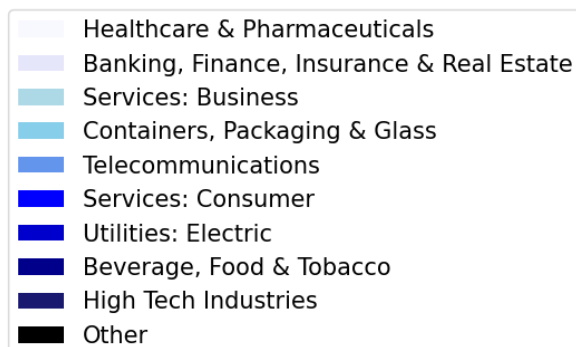 Healthcare & Pharmaceuticals
Banking, Finance, Insurance & Real Estate
Services: Business
Containers, Packaging & Glass
Telecommunications
Services: Consumer
Utilities: Electric
Beverage, Food & Tobacco
High Tech Industries
Other